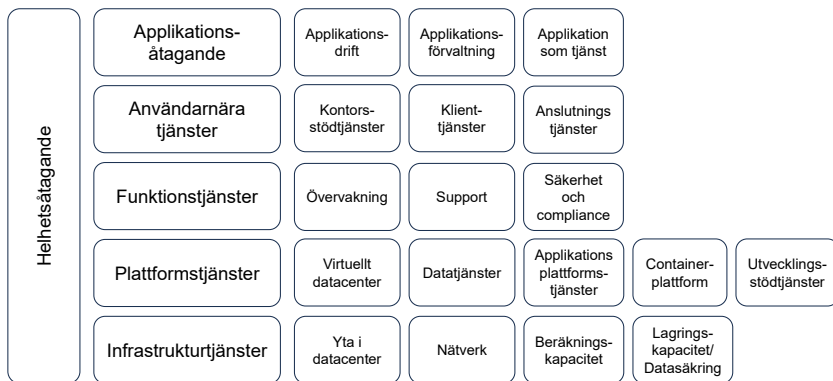 Helhetsåtagande
Applikations-
åtagande
Applikations-
drift
Applikations-
förvaltning
Applikation
som tjänst
Användarnära
tjänster
Kontors-
stödtjänster
Klient-
tjänster
Anslutnings
tjänster
Funktionstjänster
Övervakning
Support
Säkerhet
och
compliance
Plattformstjänster
Virtuellt
datacenter
Datatjänster
Applikations
plattforms-
tjänster
Container-
plattform
Utvecklings-
stödtjänster
Infrastrukturtjänster
Yta i
datacenter
Nätverk
Beräknings-
kapacitet
Lagrings-
kapacitet/
Datasäkring